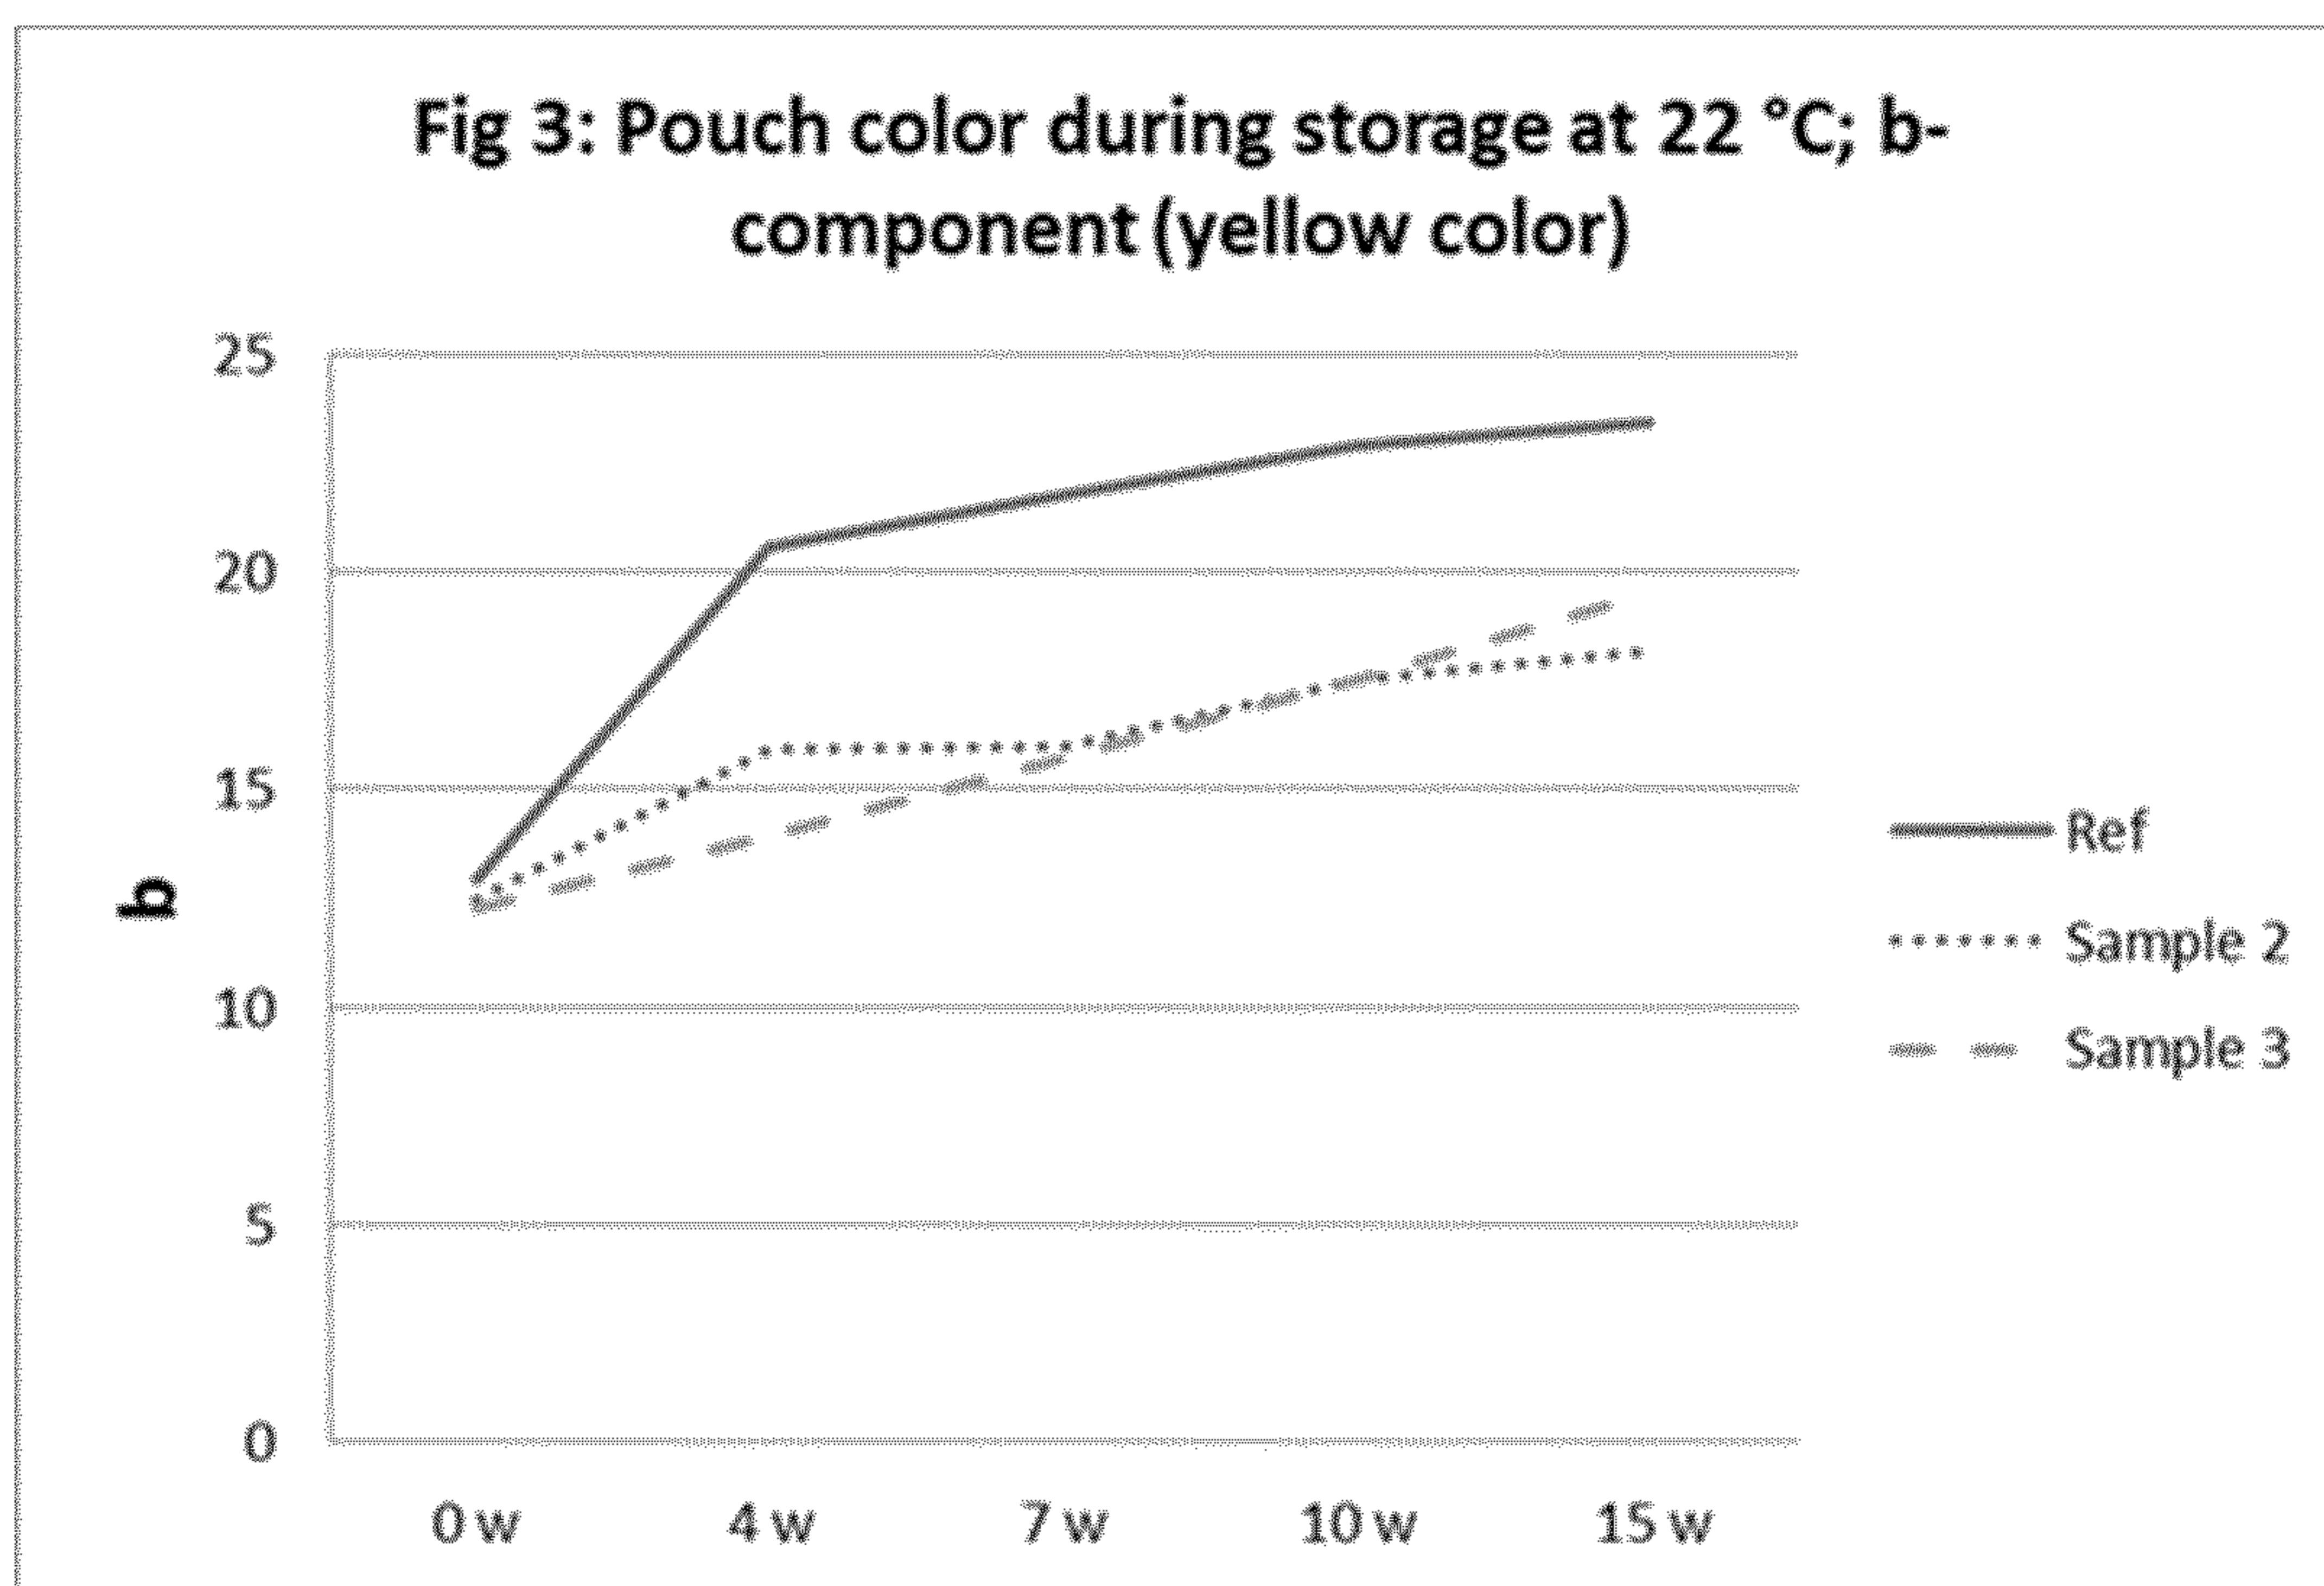 Fig 3: Pouch color during storage at 22 °C; b-
component (yellow color)
25
20
15
10
5
0
b
0 w
4 w
7 w
10 w
15 w
Ref
Sample 2
Sample 3